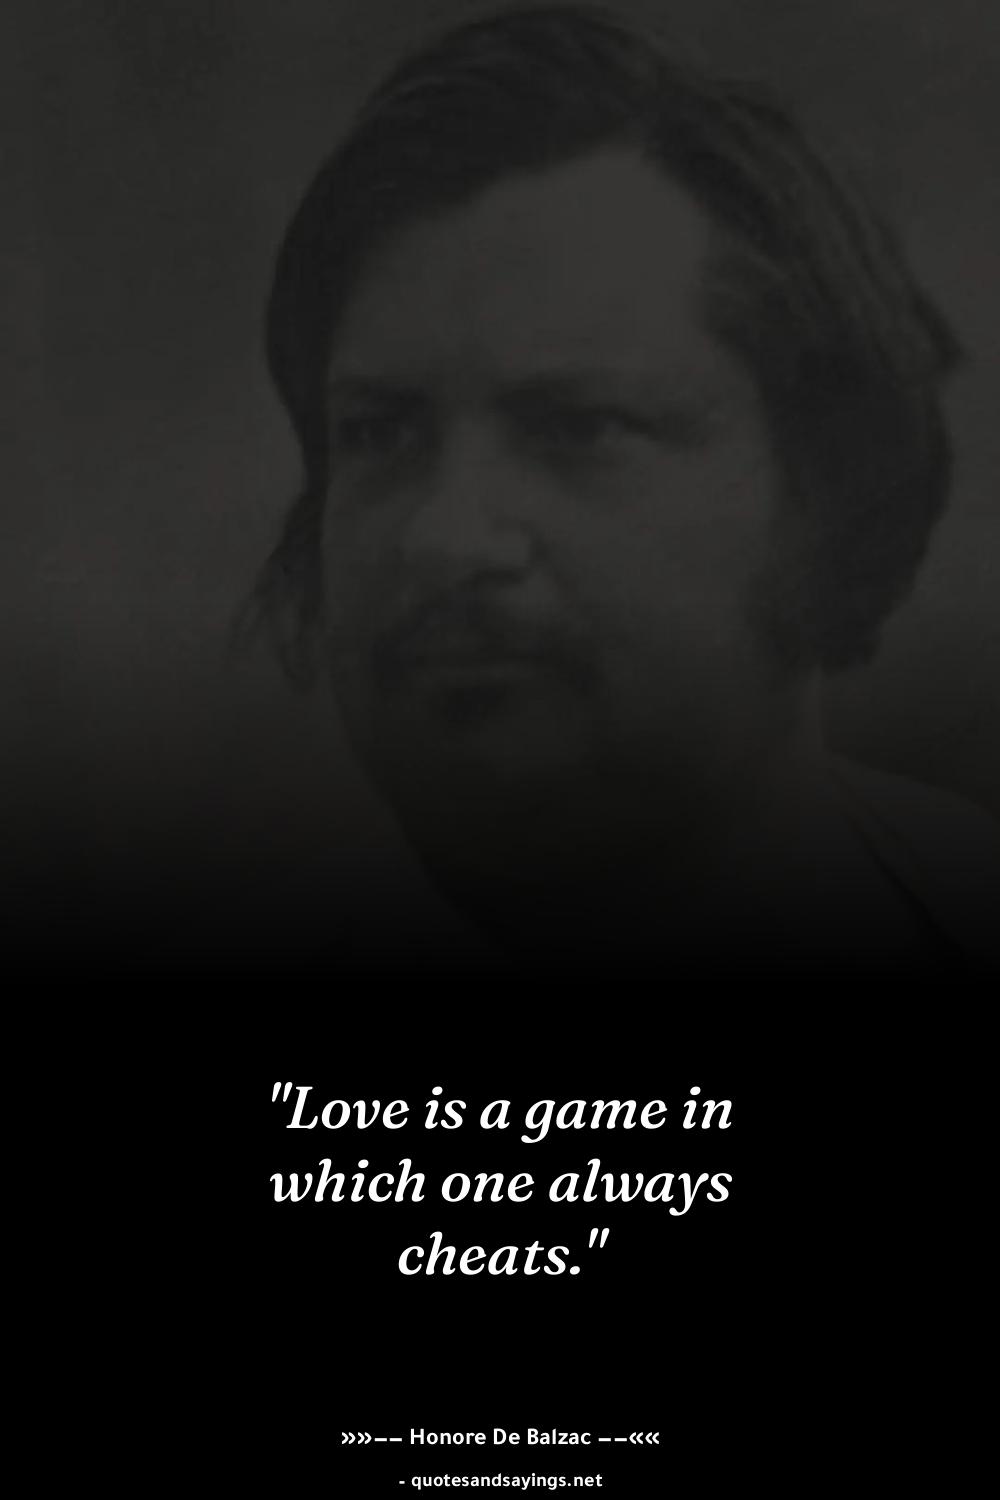 "Love is a game in
which one always
cheats."
»»–– Honore De Balzac ––««
- quotesandsayings.net